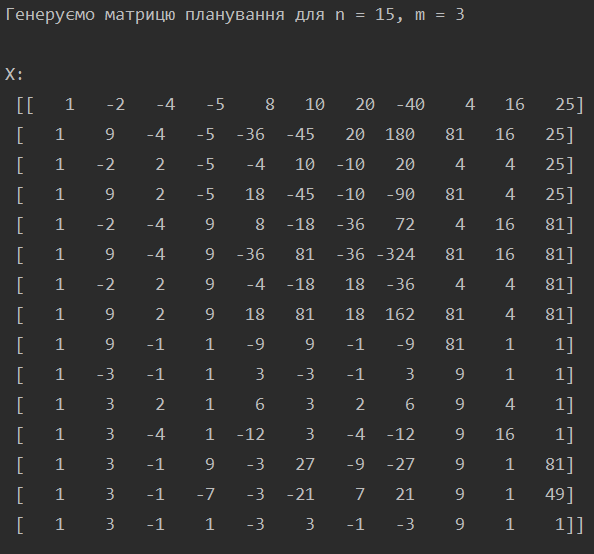 Генеруємо матрицю планування для n = 15, m = 3
X:
[[ 1 -2 -4 -5 8 10 20 -40 4 16 25]
[ 1 9 -4 -5 -36 -45 20 180 81 16 25]
[ 1 -2 2 -5 -4 10 -10 20 4 4 25]
[ 1 9 2 -5 18 -45 -10 -90 81 4 25]
[ 1 -2 -4 9 8 -18 -36 72 4 16 81]
[ 1 9 -4 9 -36 81 -36 -324 81 16 81]
[ 1 -2 2 9 -4 -18 18 -36 4 4 81]
[ 1 9 2 9 18 81 18 162 81 4 81]
[ 1 9 -1 1 -9 9 -1 -9 81 1 1]
[ 1 -3 -1 1 3 -3 -1 3 9 1 1]
[ 1 3 2 1 6 3 2 6 9 4 1]
[ 1 3 -4 1 -12 3 -4 -12 9 16 1]
[ 1 3 -1 9 -3 27 -9 -27 9 1 81]
[ 1 3 -1 -7 -3 -21 7 21 9 1 49]
[ 1 3 -1 1 -3 3 -1 -3 9 1 1]]